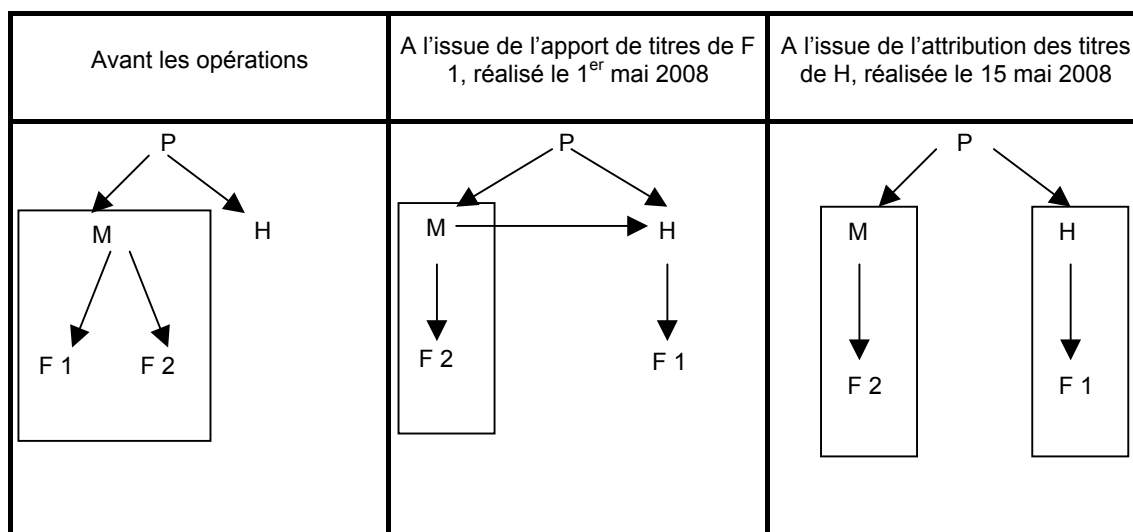 Avant les opérations
A l’issue de l’apport de titres de F
1, réalisé le 1er mai 2008
A l’issue de l’attribution des titres
de H, réalisée le 15 mai 2008
P
M
H
F 1
F 2
P
M
H
F 2
F 1
P
M
H
F 2
F 1